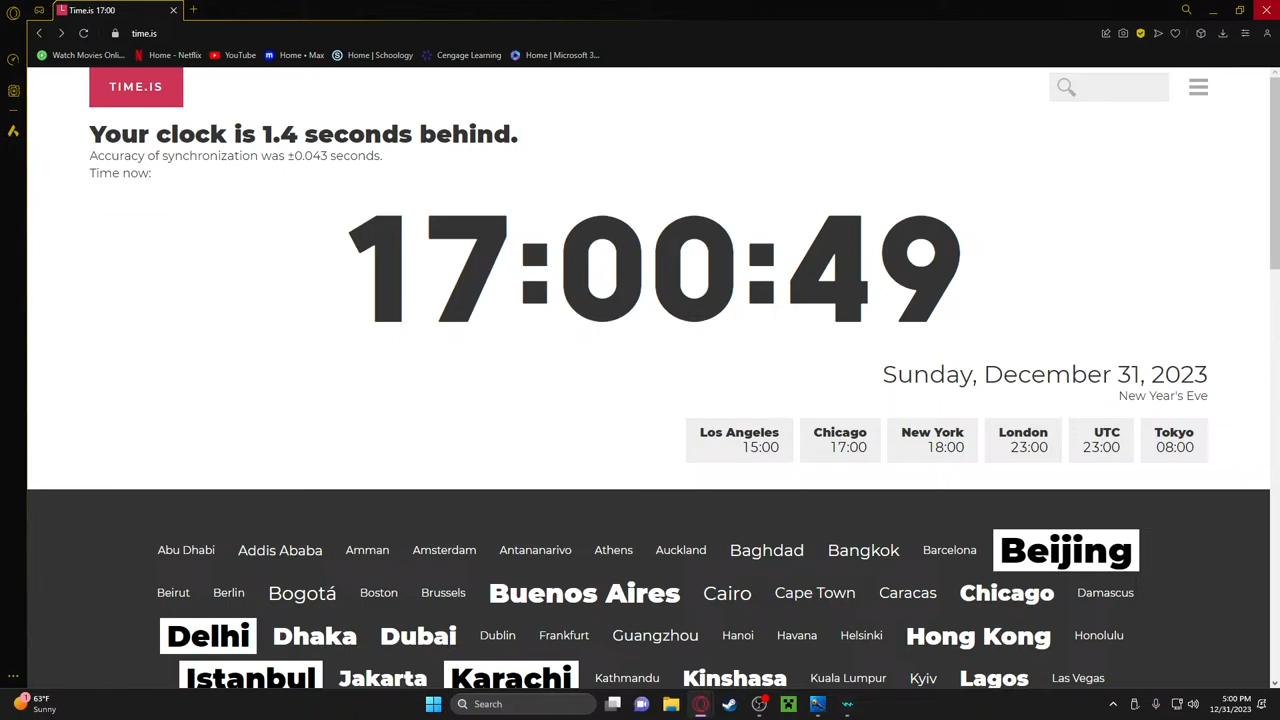 Time.is 17:00
time.is
Watch Movies Onli...
Home - Netflix
YouTube
Home • Max
Home | Schoology
Cengage Learning
Home | Microsoft 3...
TIME.IS
Your clock is 1.4 seconds behind.
Accuracy of synchronization was ±0.043 seconds.
Time now:
17:00:49
Sunday, December 31, 2023
New Year's Eve
Los Angeles Chicago New York London UTC Tokyo
15:00 17:00 18:00 23:00 23:00 08:00
Abu Dhabi Addis Ababa Amman Amsterdam Antananarivo Athens Auckland Baghdad Bangkok Barcelona Beijing
Beirut Berlin Bogotá Boston Brussels Buenos Aires Cairo Cape Town Caracas Chicago Damascus
Delhi Dhaka Dubai Dublin Frankfurt Guangzhou Hanoi Havana Helsinki Hong Kong Honolulu
Istanbul Jakarta Karachi Kathmandu Kinshasa Kuala Lumpur Kyiv Lagos Las Vegas
1
63°F
Sunny
Search
5:00 PM
12/31/2023